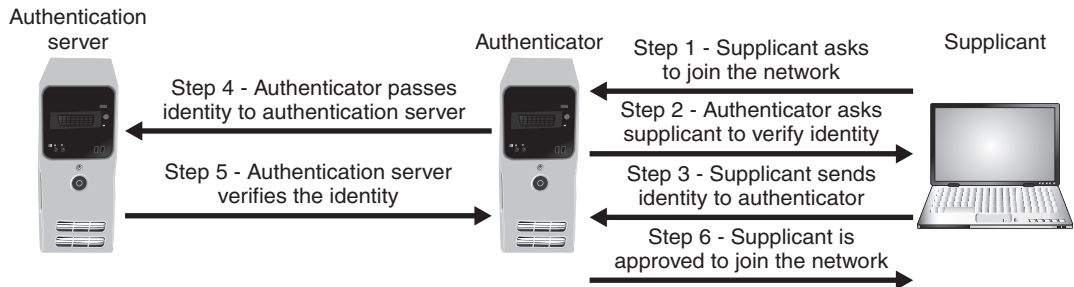 Authentication
server
Authenticator
Supplicant
Step 1 - Supplicant asks
to join the network
Step 2 - Authenticator asks
supplicant to verify identity
Step 3 - Supplicant sends
identity to authenticator
Step 4 - Authenticator passes
identity to authentication server
Step 5 - Authentication server
verifies the identity
Step 6 - Supplicant is
approved to join the network